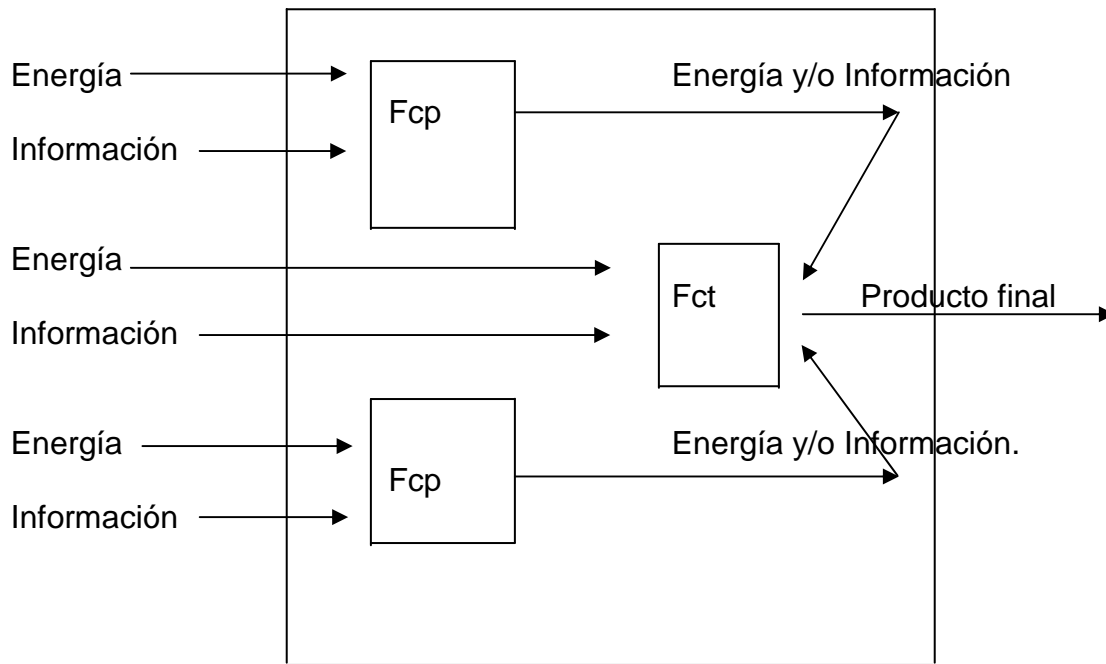 Energía
Energía y/o Información
Fcp
Información
Energía
Fct
Producto final
Información
Energía
Energía y/o Información.
Fcp
Información